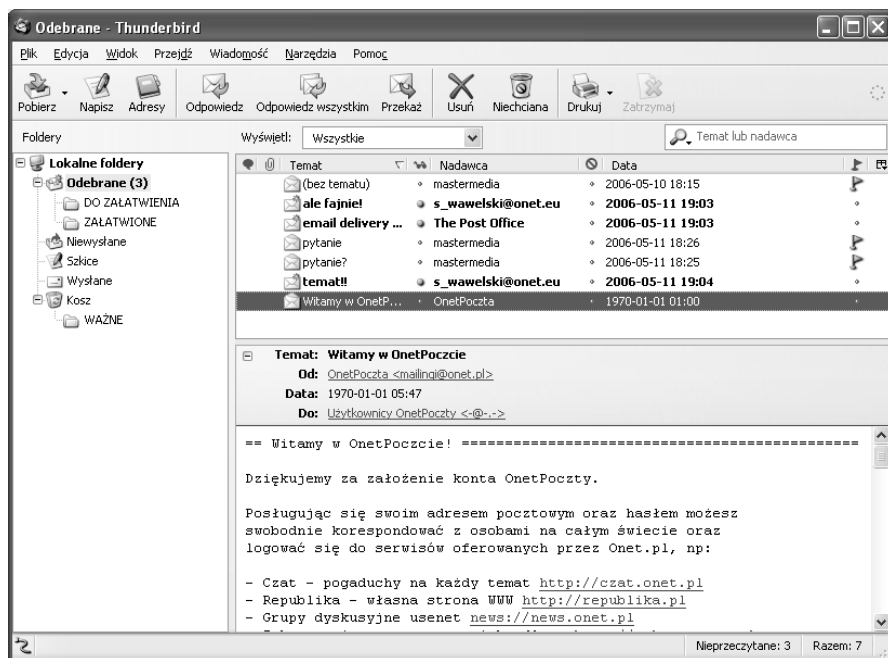 Odebrane - Thunderbird
Plik Edycja Widok Przejdź Wiadomość Narzędzia Pomoc
Pobierz Napisz Adresy Odpowiedz Odpowiedz wszystkim Przekaż Usuń Niechciana Drukuj Zatrzymaj
Foldery
Wyświetl: Wszystkie Temat lub nadawca
Lokalne foldery
Odebrane (3)
DO ZAŁATWIENIA
ZAŁATWIONE
Niewysłane
Szkice
Wysłane
Kosz
WAŻNE
Temat Nadawca Data
(bez tematu) mastermedia 2006-05-10 18:15
ale fajnie! s_wawelski@onet.eu 2006-05-11 19:03
email delivery ... The Post Office 2006-05-11 19:03
pytanie mastermedia 2006-05-11 18:26
pytanie? mastermedia 2006-05-11 18:25
temat!! s_wawelski@onet.eu 2006-05-11 19:04
Witamy w OnetP... OnetPoczta 1970-01-01 01:00
Temat: Witamy w OnetPoczcie
Od: OnetPoczta <mailingi@onet.pl>
Data: 1970-01-01 05:47
Do: Użytkownicy OnetPoczty <-@-.->
== Witamy w OnetPoczcie! ==============================================
Dziękujemy za założenie konta OnetPoczty.
Posługując się swoim adresem pocztowym oraz hasłem możesz
swobodnie korespondować z osobami na całym świecie oraz
logować się do serwisów oferowanych przez Onet.pl, np:
- Czat - pogaduchy na każdy temat http://czat.onet.pl
- Republika - własna strona WWW http://republika.pl
- Grupy dyskusyjne usenet news://news.onet.pl
Nieprzeczytane: 3 Razem: 7